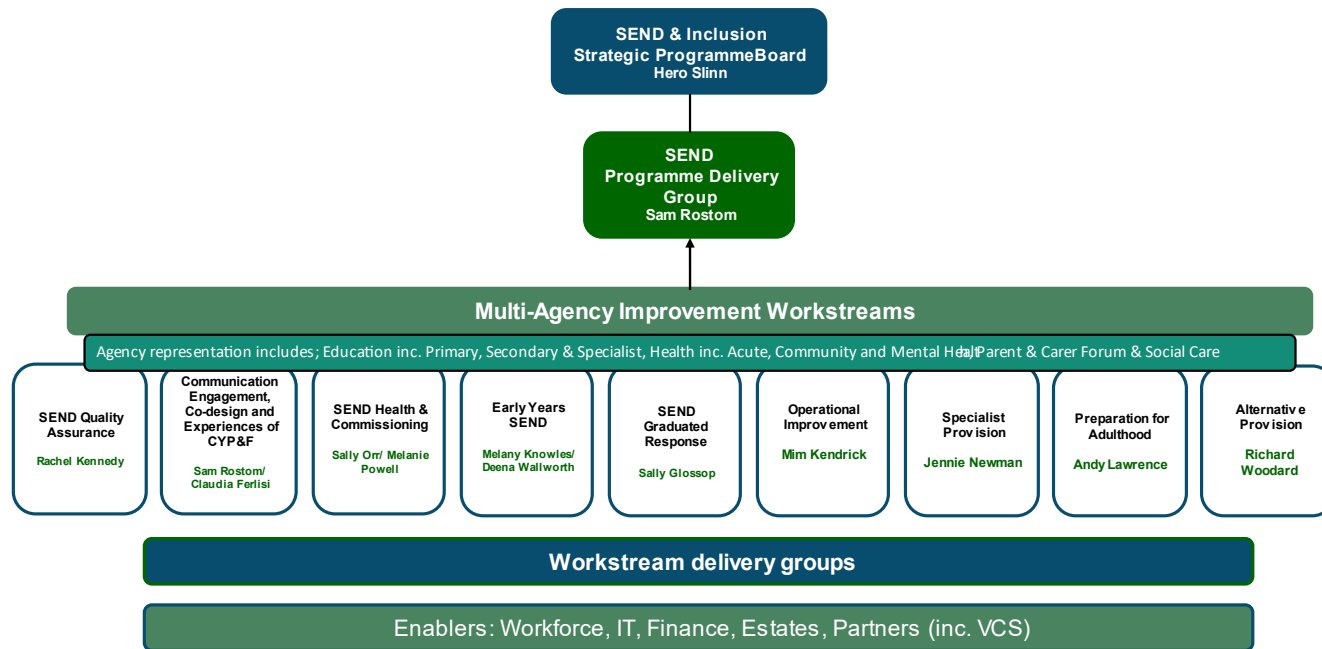 SEND & Inclusion
Strategic ProgrammeBoard
Hero Slinn
SEND
Programme Delivery
Group
Sam Rostom
Multi-Agency Improvement Workstreams
Agency representation includes; Education inc. Primary, Secondary & Specialist, Health inc. Acute, Community and Mental Health, Parent & Carer Forum & Social Care
SEND Quality
Assurance
Rachel Kennedy
Communication
Engagement,
Co-design and
Experiences of
CYP&F
Sam Rostom/
Claudia Ferlisi
SEND Health &
Commissioning
Sally Orr/ Melanie
Powell
Early Years
SEND
Melany Knowles/
Deena Wallworth
SEND
Graduated
Response
Sally Glossop
Operational
Improvement
Mim Kendrick
Specialist
Provision
Jennie Newman
Preparation for
Adulthood
Andy Lawrence
Alternative
Provision
Richard
Woodard
Workstream delivery groups
Enablers: Workforce, IT, Finance, Estates, Partners (inc. VCS)